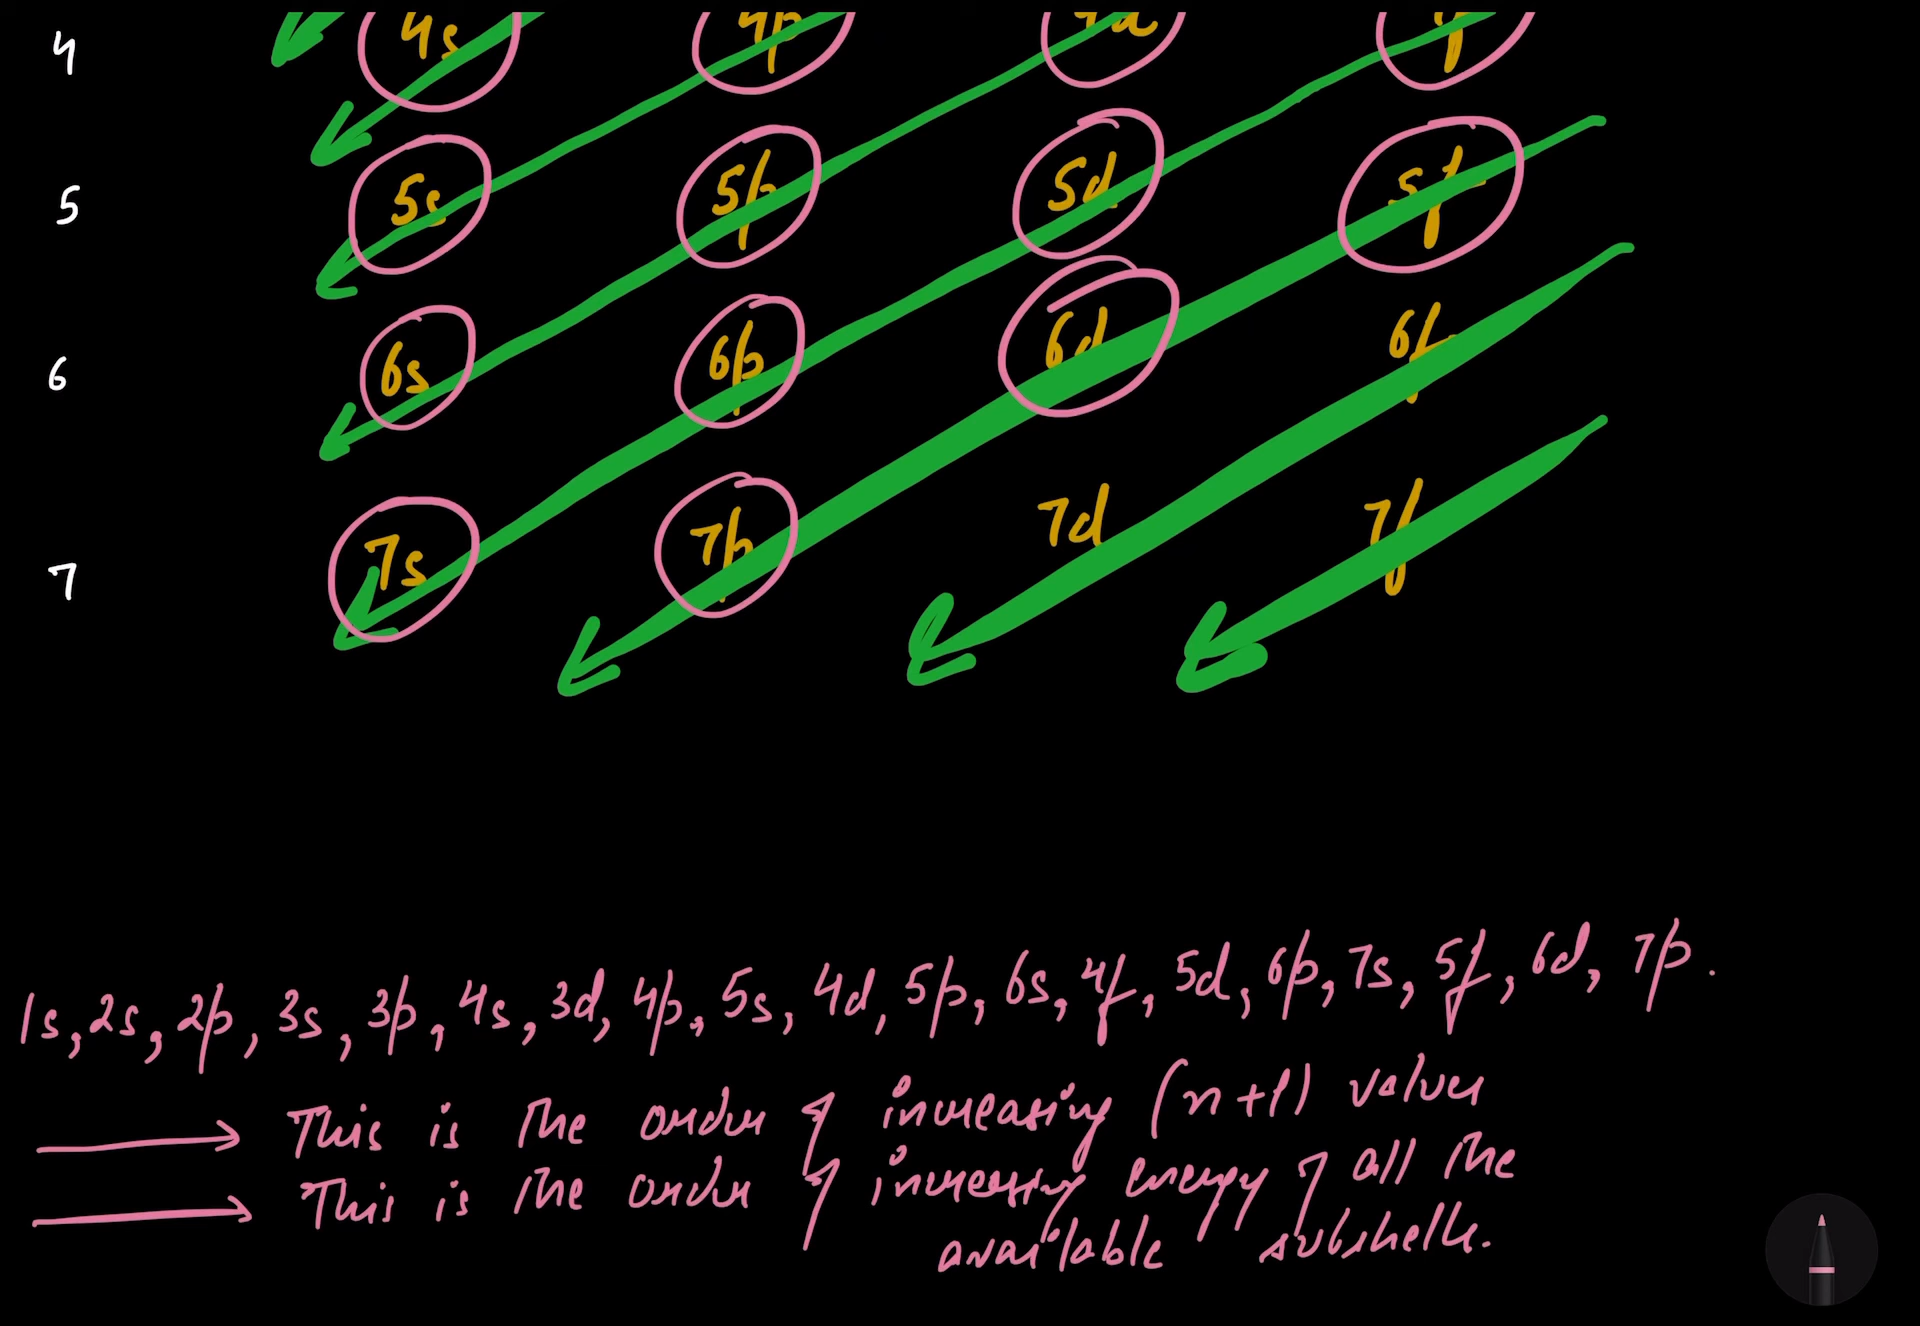 4 4s 4p 4d f
5 5s 5p 5d 5f
6 6s 6p 6d 6f
7 7s 7p 7d 7f
1s, 2s, 2p, 3s, 3p, 4s, 3d, 4p, 5s, 4d, 5p, 6s, 4f, 5d, 6p, 7s, 5f, 6d, 7p.
This is the order of increasing (n+l) values
This is the order of increasing energy of all the
available subshells.